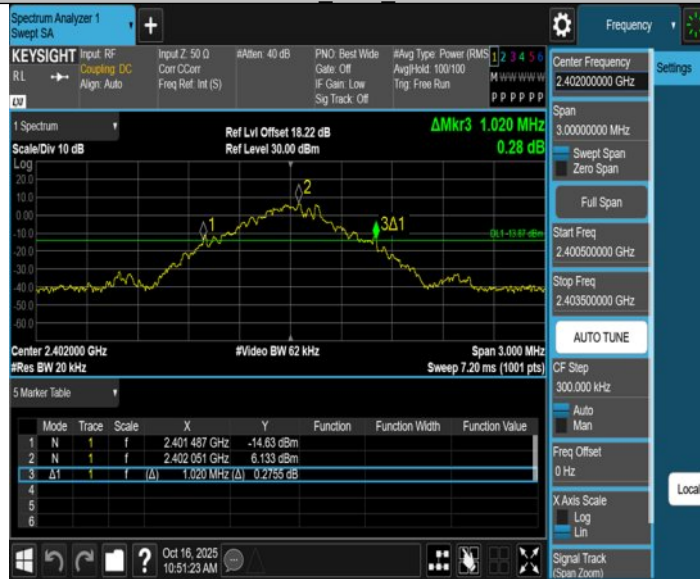 Spectrum Analyzer 1
Swept SA
+
Frequency
KEYSIGHT
RL
LXI
Input: RF
Coupling: DC
Align: Auto
Input Z: 50 Ω
Corr CCorr
Freq Ref: Int (S)
#Atten: 40 dB
PNO: Best Wide
Gate: Off
IF Gain: Low
Sig Track: Off
#Avg Type: Power (RMS
Avg|Hold: 100/100
Trig: Free Run
1 2 3 4 5 6
M W W W W W
P P P P P P
1 Spectrum
Scale/Div 10 dB
Ref Lvl Offset 18.22 dB
Ref Level 30.00 dBm
ΔMkr3 1.020 MHz
0.28 dB
Log
20.0
10.0
0.00
-10.0
-20.0
-30.0
-40.0
-50.0
-60.0
1
2
3Δ1
DL1 -13.87 dBm
Center 2.402000 GHz
#Video BW 62 kHz
Span 3.000 MHz
#Res BW 20 kHz
Sweep 7.20 ms (1001 pts)
5 Marker Table
Mode Trace Scale X Y Function Function Width Function Value
1 N 1 f 2.401 487 GHz -14.63 dBm
2 N 1 f 2.402 051 GHz 6.133 dBm
3 Δ1 1 f (Δ) 1.020 MHz (Δ) 0.2755 dB
4
5
6
?
Oct 16, 2025
10:51:23 AM
Center Frequency
2.402000000 GHz
Span
3.00000000 MHz
Swept Span
Zero Span
Full Span
Start Freq
2.400500000 GHz
Stop Freq
2.403500000 GHz
AUTO TUNE
CF Step
300.000 kHz
Auto
Man
Freq Offset
0 Hz
X Axis Scale
Log
Lin
Signal Track
(Span Zoom)
Settings
Local